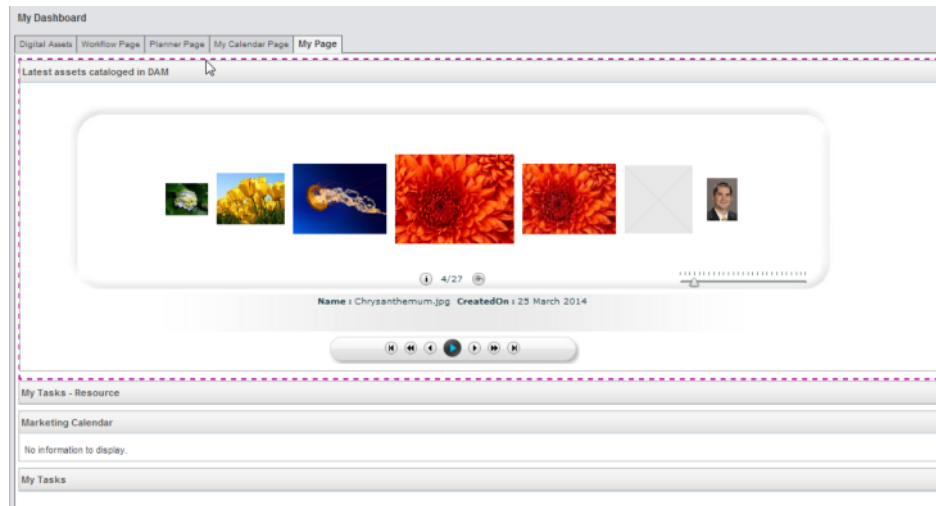 My Dashboard
Digital Assets Workflow Page Planner Page My Calendar Page My Page
Latest assets cataloged in DAM
4/27
Name : Chrysanthemum.jpg CreatedOn : 25 March 2014
My Tasks - Resource
Marketing Calendar
No information to display.
My Tasks